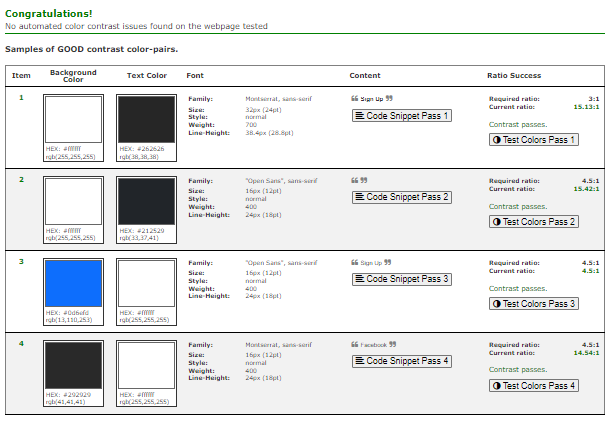 Congratulations!
No automated color contrast issues found on the webpage tested
Samples of GOOD contrast color-pairs.
Item Background Color Text Color Font Content Ratio Success
1
HEX: #ffffff
rgb(255,255,255)
HEX: #262626
rgb(38,38,38)
Family: Montserrat, sans-serif
Size: 32px (24pt)
Style: normal
Weight: 700
Line-Height: 38.4px (28.8pt)
❝ Sign Up ❞
Code Snippet Pass 1
Required ratio: 3:1
Current ratio: 15.13:1
Contrast passes.
Test Colors Pass 1
2
HEX: #ffffff
rgb(255,255,255)
HEX: #212529
rgb(33,37,41)
Family: "Open Sans", sans-serif
Size: 16px (12pt)
Style: normal
Weight: 400
Line-Height: 24px (18pt)
❝ ❞
Code Snippet Pass 2
Required ratio: 4.5:1
Current ratio: 15.42:1
Contrast passes.
Test Colors Pass 2
3
HEX: #0d6efd
rgb(13,110,253)
HEX: #ffffff
rgb(255,255,255)
Family: "Open Sans", sans-serif
Size: 16px (12pt)
Style: normal
Weight: 400
Line-Height: 24px (18pt)
❝ Sign Up ❞
Code Snippet Pass 3
Required ratio: 4.5:1
Current ratio: 4.5:1
Contrast passes.
Test Colors Pass 3
4
HEX: #292929
rgb(41,41,41)
HEX: #ffffff
rgb(255,255,255)
Family: Montserrat, sans-serif
Size: 16px (12pt)
Style: normal
Weight: 400
Line-Height: 24px (18pt)
❝ Facebook ❞
Code Snippet Pass 4
Required ratio: 4.5:1
Current ratio: 14.54:1
Contrast passes.
Test Colors Pass 4